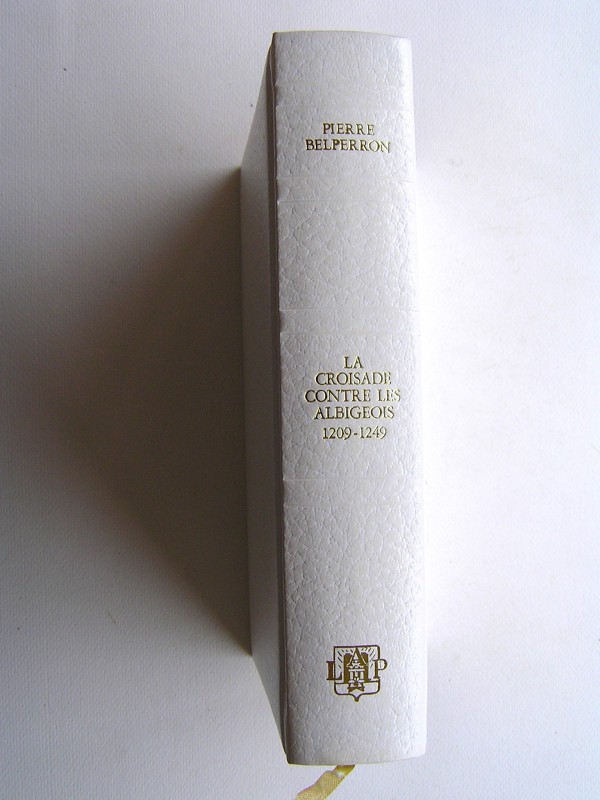 PIERRE
BELPERRON
LA
CROISADE
CONTRE LES
ALBIGEOIS
1209-1249
L P